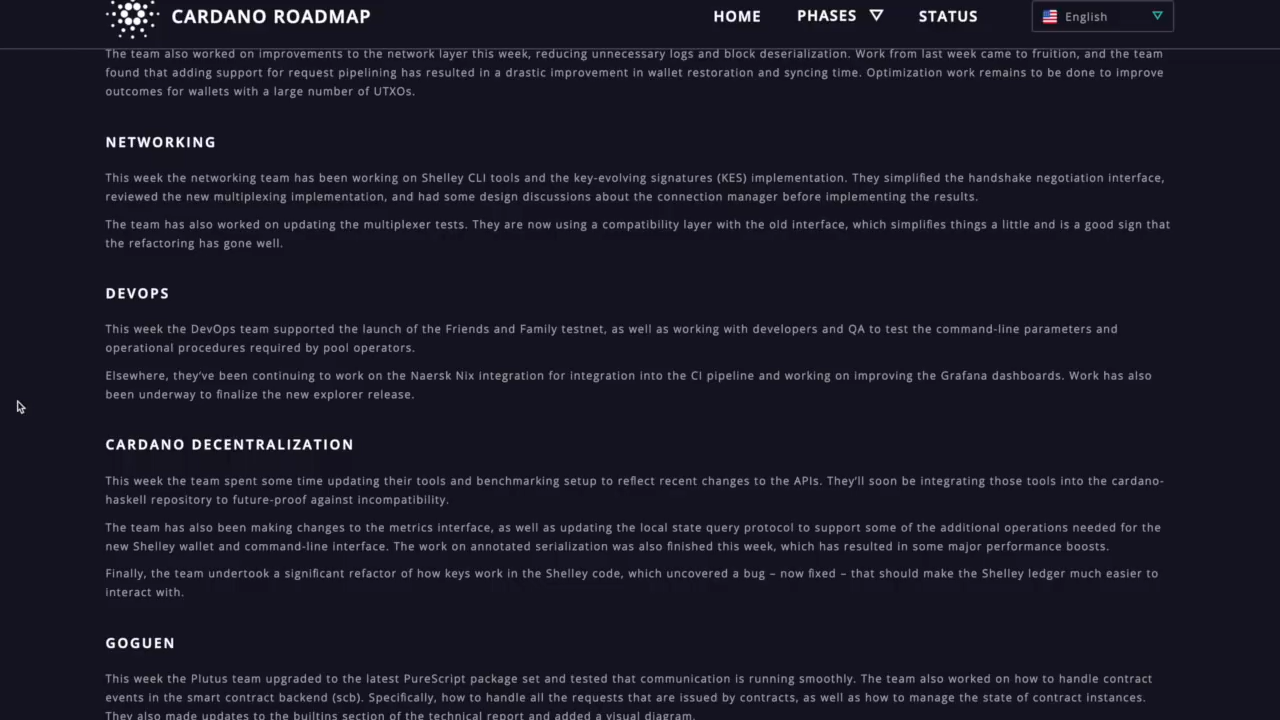 CARDANO ROADMAP
HOME
PHASES
STATUS
English
The team also worked on improvements to the network layer this week, reducing unnecessary logs and block deserialization. Work from last week came to fruition, and the team
found that adding support for request pipelining has resulted in a drastic improvement in wallet restoration and syncing time. Optimization work remains to be done to improve
outcomes for wallets with a large number of UTXOs.
NETWORKING
This week the networking team has been working on Shelley CLI tools and the key-evolving signatures (KES) implementation. They simplified the handshake negotiation interface,
reviewed the new multiplexing implementation, and had some design discussions about the connection manager before implementing the results.
The team has also worked on updating the multiplexer tests. They are now using a compatibility layer with the old interface, which simplifies things a little and is a good sign that
the refactoring has gone well.
DEVOPS
This week the DevOps team supported the launch of the Friends and Family testnet, as well as working with developers and QA to test the command-line parameters and
operational procedures required by pool operators.
Elsewhere, they've been continuing to work on the Naersk Nix integration for integration into the CI pipeline and working on improving the Grafana dashboards. Work has also
been underway to finalize the new explorer release.
CARDANO DECENTRALIZATION
This week the team spent some time updating their tools and benchmarking setup to reflect recent changes to the APIs. They'll soon be integrating those tools into the cardano-
haskell repository to future-proof against incompatibility.
The team has also been making changes to the metrics interface, as well as updating the local state query protocol to support some of the additional operations needed for the
new Shelley wallet and command-line interface. The work on annotated serialization was also finished this week, which has resulted in some major performance boosts.
Finally, the team undertook a significant refactor of how keys work in the Shelley code, which uncovered a bug – now fixed – that should make the Shelley ledger much easier to
interact with.
GOGUEN
This week the Plutus team upgraded to the latest PureScript package set and tested that communication is running smoothly. The team also worked on how to handle contract
events in the smart contract backend (scb). Specifically, how to handle all the requests that are issued by contracts, as well as how to manage the state of contract instances.
They also made updates to the builtins section of the technical report and added a visual diagram.